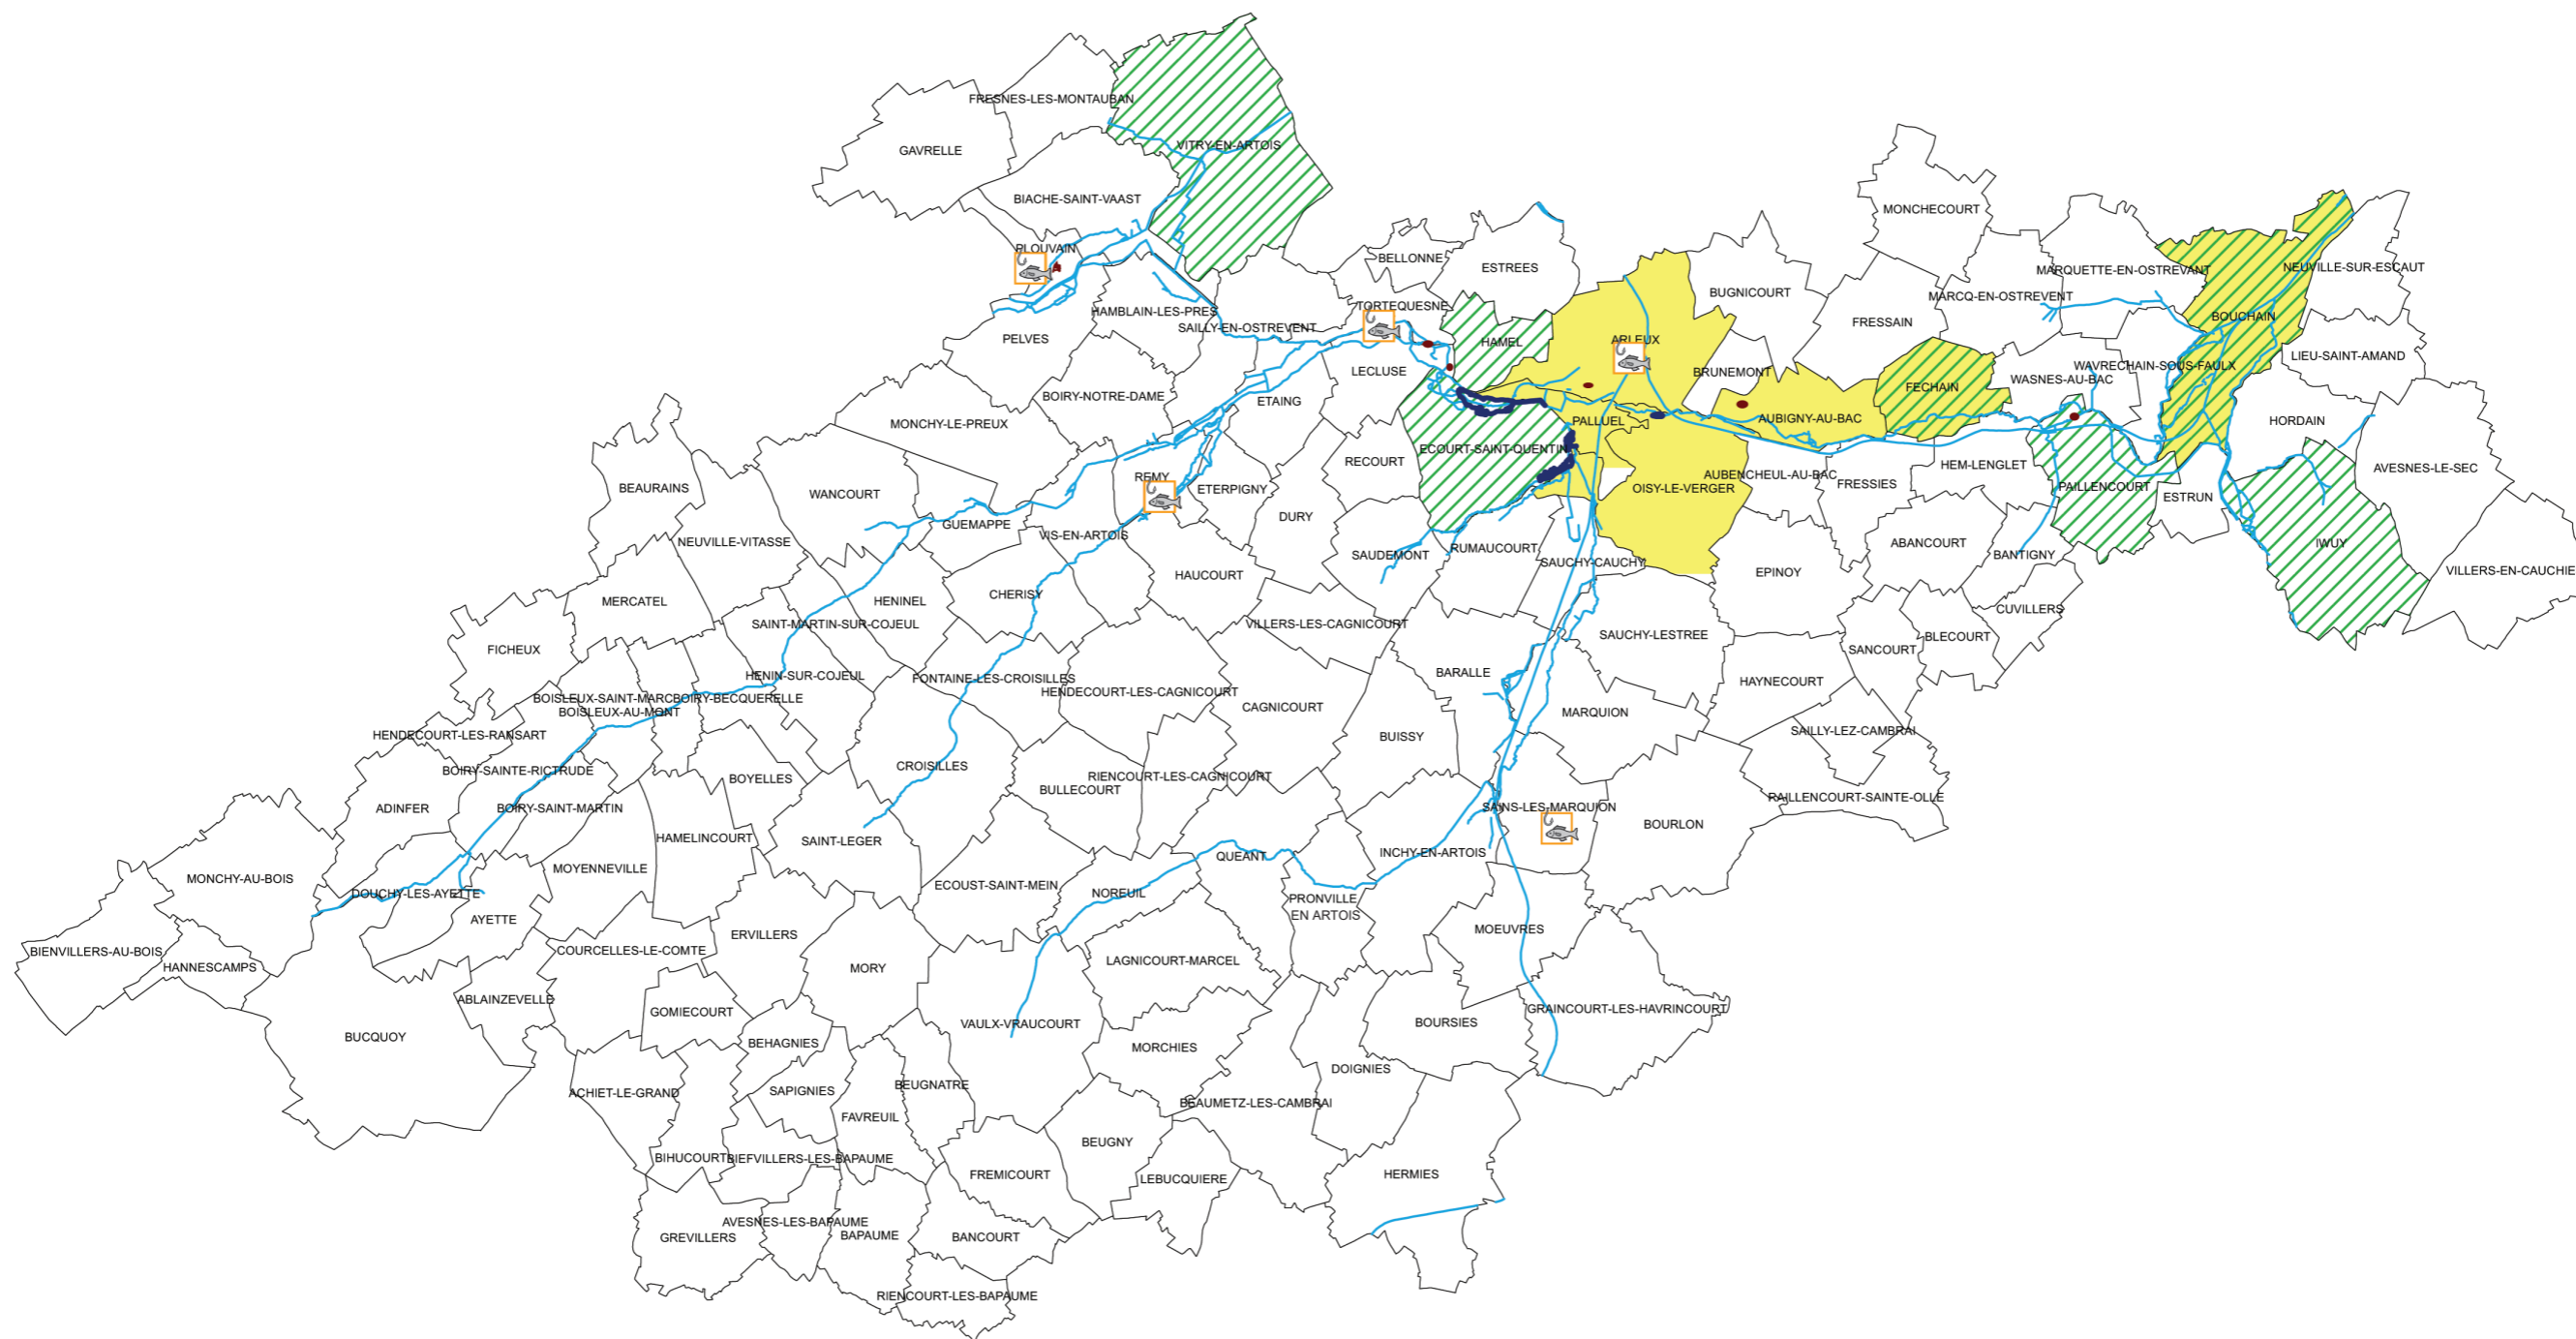 FRESNES-LES-MONTAUBAN
GAVRELLE
VITRY-EN-ARTOIS
BIACHE-SAINT-VAAST
PLOUVAIN
MONCHECOURT
BELLONNE
ESTREES
MARQUETTE-EN-OSTREVANT
NEUVILLE-SUR-ESCAUT
BUGNICOURT
MARCQ-EN-OSTREVENT
TORTEQUESNE
HAMBLAIN-LES-PRES
SAILLY-EN-OSTREVENT
BOUCHAIN
FRESSAIN
PELVES
HAMEL
ARLEUX
LIEU-SAINT-AMAND
WAVRECHAIN-SOUS-FAULX
LECLUSE
BRUNEMONT
WASNES-AU-BAC
FECHAIN
BOIRY-NOTRE-DAME
ETAING
PALLUEL
AUBIGNY-AU-BAC
HORDAIN
MONCHY-LE-PREUX
ECOURT-SAINT-QUENTIN
RECOURT
HEM-LENGLET
AVESNES-LE-SEC
AUBENCHEUL-AU-BAC
REMY
FRESSIES
BEAURAINS
ETERPIGNY
OISY-LE-VERGER
PAILLENCOURT
WANCOURT
ESTRUN
DURY
GUEMAPPE
VIS-EN-ARTOIS
NEUVILLE-VITASSE
ABANCOURT
IWUY
RUMAUCOURT
SAUDEMONT
BANTIGNY
SAUCHY-CAUCHY
VILLERS-EN-CAUCHIE
EPINOY
HAUCOURT
CHERISY
MERCATEL
HENINEL
CUVILLERS
SAINT-MARTIN-SUR-COJEUL
VILLERS-LES-CAGNICOURT
SAUCHY-LESTREE
BLECOURT
FICHEUX
SANCOURT
BARALLE
HENIN-SUR-COJEUL
FONTAINE-LES-CROISILLES
HAYNECOURT
HENDECOURT-LES-CAGNICOURT
BOISLEUX-SAINT-MARC
BOIRY-BECQUERELLE
CAGNICOURT
BOISLEUX-AU-MONT
MARQUION
SAILLY-LEZ-CAMBRAI
HENDECOURT-LES-RANSART
BUISSY
CROISILLES
BOIRY-SAINTE-RICTRUDE
RIENCOURT-LES-CAGNICOURT
BOYELLES
BULLECOURT
RAILLENCOURT-SAINTE-OLLE
SAINS-LES-MARQUION
ADINFER
BOIRY-SAINT-MARTIN
BOURLON
HAMELINCOURT
SAINT-LEGER
INCHY-EN-ARTOIS
QUEANT
MOYENNEVILLE
MONCHY-AU-BOIS
ECOUST-SAINT-MEIN
DOUCHY-LES-AYETTE
NOREUIL
PRONVILLE
EN ARTOIS
AYETTE
MOEUVRES
ERVILLERS
BIENVILLERS-AU-BOIS
COURCELLES-LE-COMTE
LAGNICOURT-MARCEL
HANNESCAMPS
MORY
ABLAINZEVELLE
GRAINCOURT-LES-HAVRINCOURT
GOMIECOURT
VAULX-VRAUCOURT
BOURSIES
BUCQUOY
BEHAGNIES
MORCHIES
DOIGNIES
BEUGNATRE
SAPIGNIES
ACHIET-LE-GRAND
BEAUMETZ-LES-CAMBRAI
FAVREUIL
BEUGNY
BIHUCOURT
BIEFVILLERS-LES-BAPAUME
FREMICOURT
HERMIES
LEBUCQUIERE
AVESNES-LES-BAPAUME
BAPAUME
GREVILLERS
BANCOURT
RIENCOURT-LES-BAPAUME